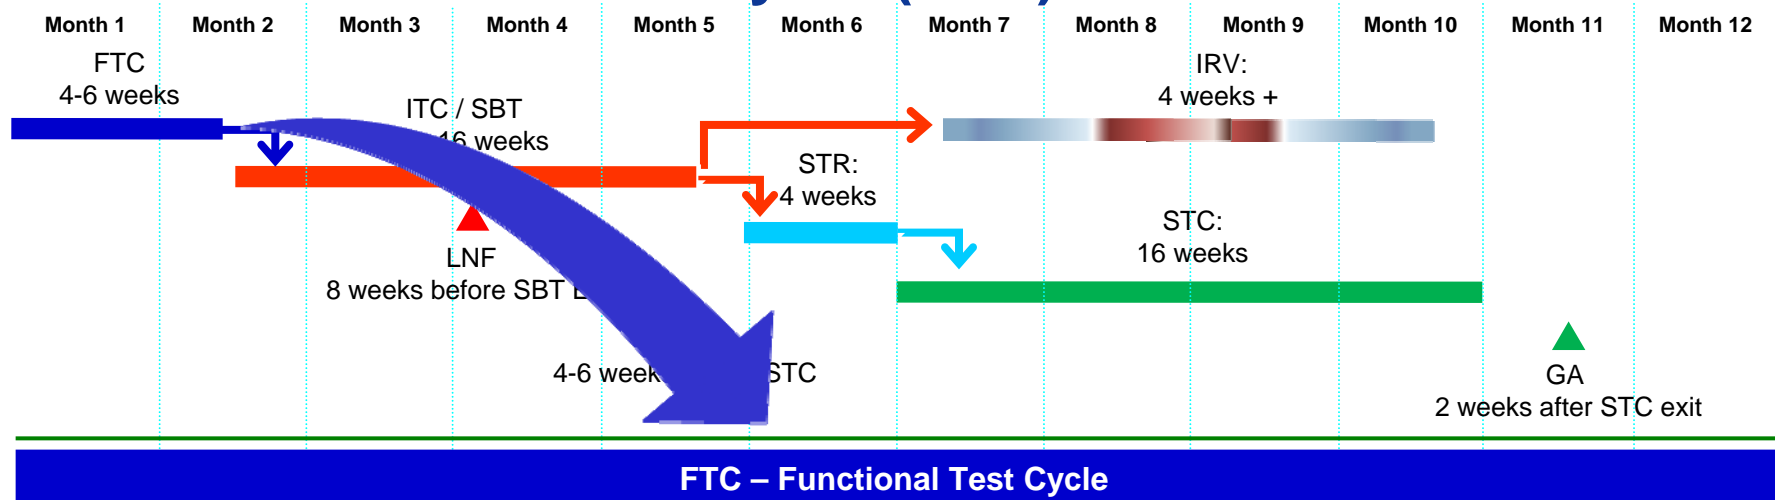 Month 1
Month 2
Month 3
Month 4
Month 5
Month 6
Month 7
Month 8
Month 9
Month 10
Month 11
Month 12
FTC
4-6 weeks
ITC / SBT
16 weeks
IRV:
4 weeks +
STR:
4 weeks
STC:
16 weeks
LNF
8 weeks before SBT
4-6 week STC
GA
2 weeks after STC exit
FTC – Functional Test Cycle